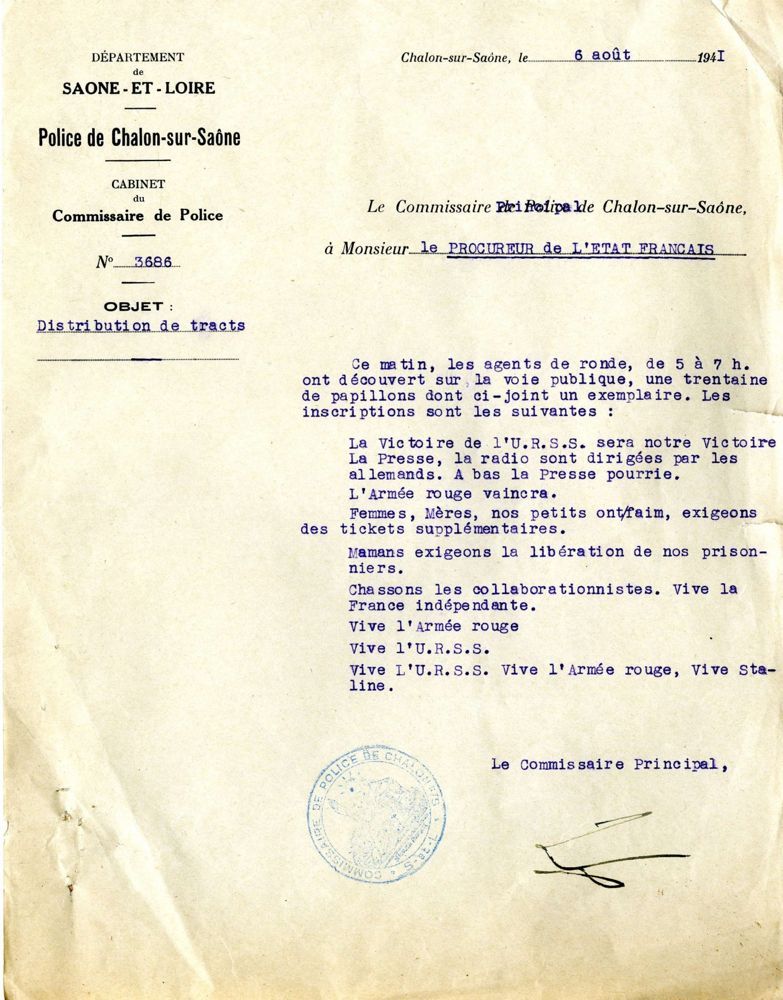 DÉPARTEMENT
de
SAONE-ET-LOIRE
Police de Chalon-sur-Saône
CABINET
du
Commissaire de Police
N° 3686
OBJET :
Distribution de tracts
Chalon-sur-Saône, le 6 août 1941
Le Commissaire Principal de Chalon-sur-Saône,
à Monsieur le PROCUREUR de L'ETAT FRANCAIS
Ce matin, les agents de ronde, de 5 à 7 h.
ont découvert sur la voie publique, une trentaine
de papillons dont ci-joint un exemplaire. Les
inscriptions sont les suivantes :
La Victoire de l'U.R.S.S. sera notre Victoire
La Presse, la radio sont dirigées par les
allemands. A bas la Presse pourrie.
L'Armée rouge vaincra.
Femmes, Mères, nos petits ont/faim, exigeons
des tickets supplémentaires.
Mamans exigeons la libération de nos prison-
niers.
Chassons les collaborationnistes. Vive la
France indépendante.
Vive l'Armée rouge
Vive l'U.R.S.S.
Vive L'U.R.S.S. Vive l'Armée rouge, Vive Sta-
line.
Le Commissaire Principal,
COMMISSAIRE DE POLICE DE CHALON S/S S-DE-L